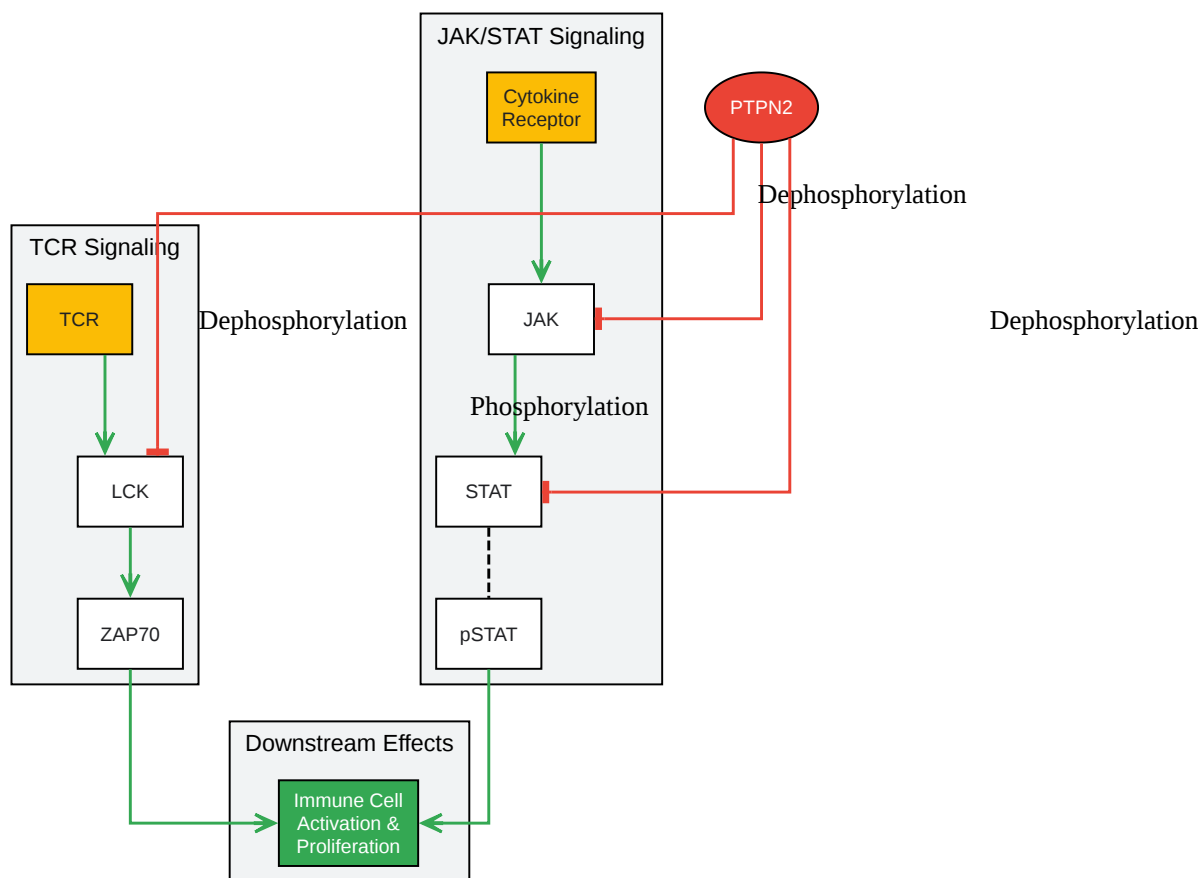 JAK/STAT Signaling
Cytokine
Receptor
PTPN2
Dephosphorylation
TCR Signaling
TCR
Dephosphorylation
JAK
Dephosphorylation
Phosphorylation
LCK
STAT
ZAP70
pSTAT
Downstream Effects
Immune Cell
Activation &
Proliferation